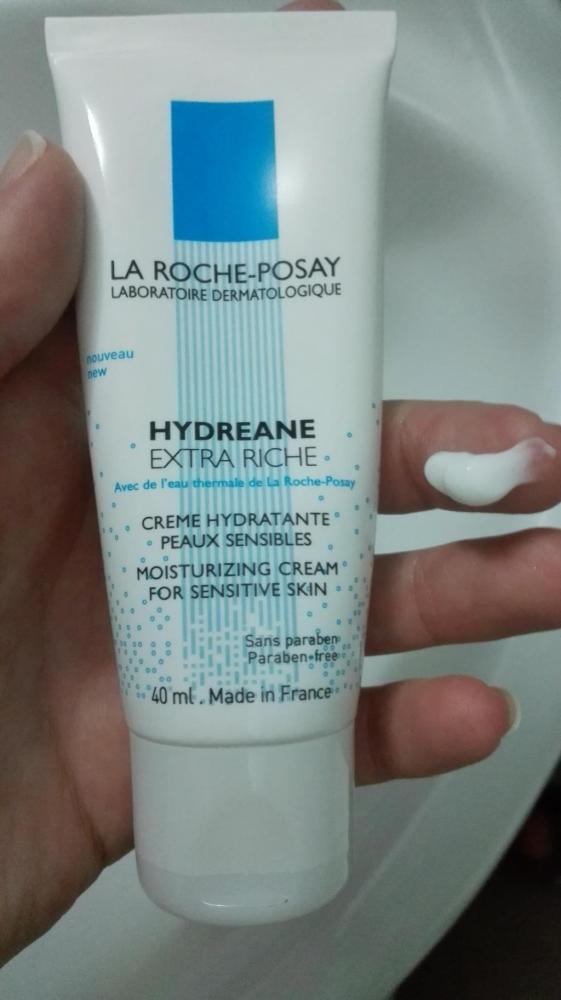 LA ROCHE-POSAY
LABORATOIRE DERMATOLOGIQUE
nouveau
new
HYDREANE
EXTRA RICHE
Avec de l'eau thermale de La Roche-Posay
CREME HYDRATANTE
PEAUX SENSIBLES
MOISTURIZING CREAM
FOR SENSITIVE SKIN
Sans paraben
Paraben-free
40 ml . Made in France